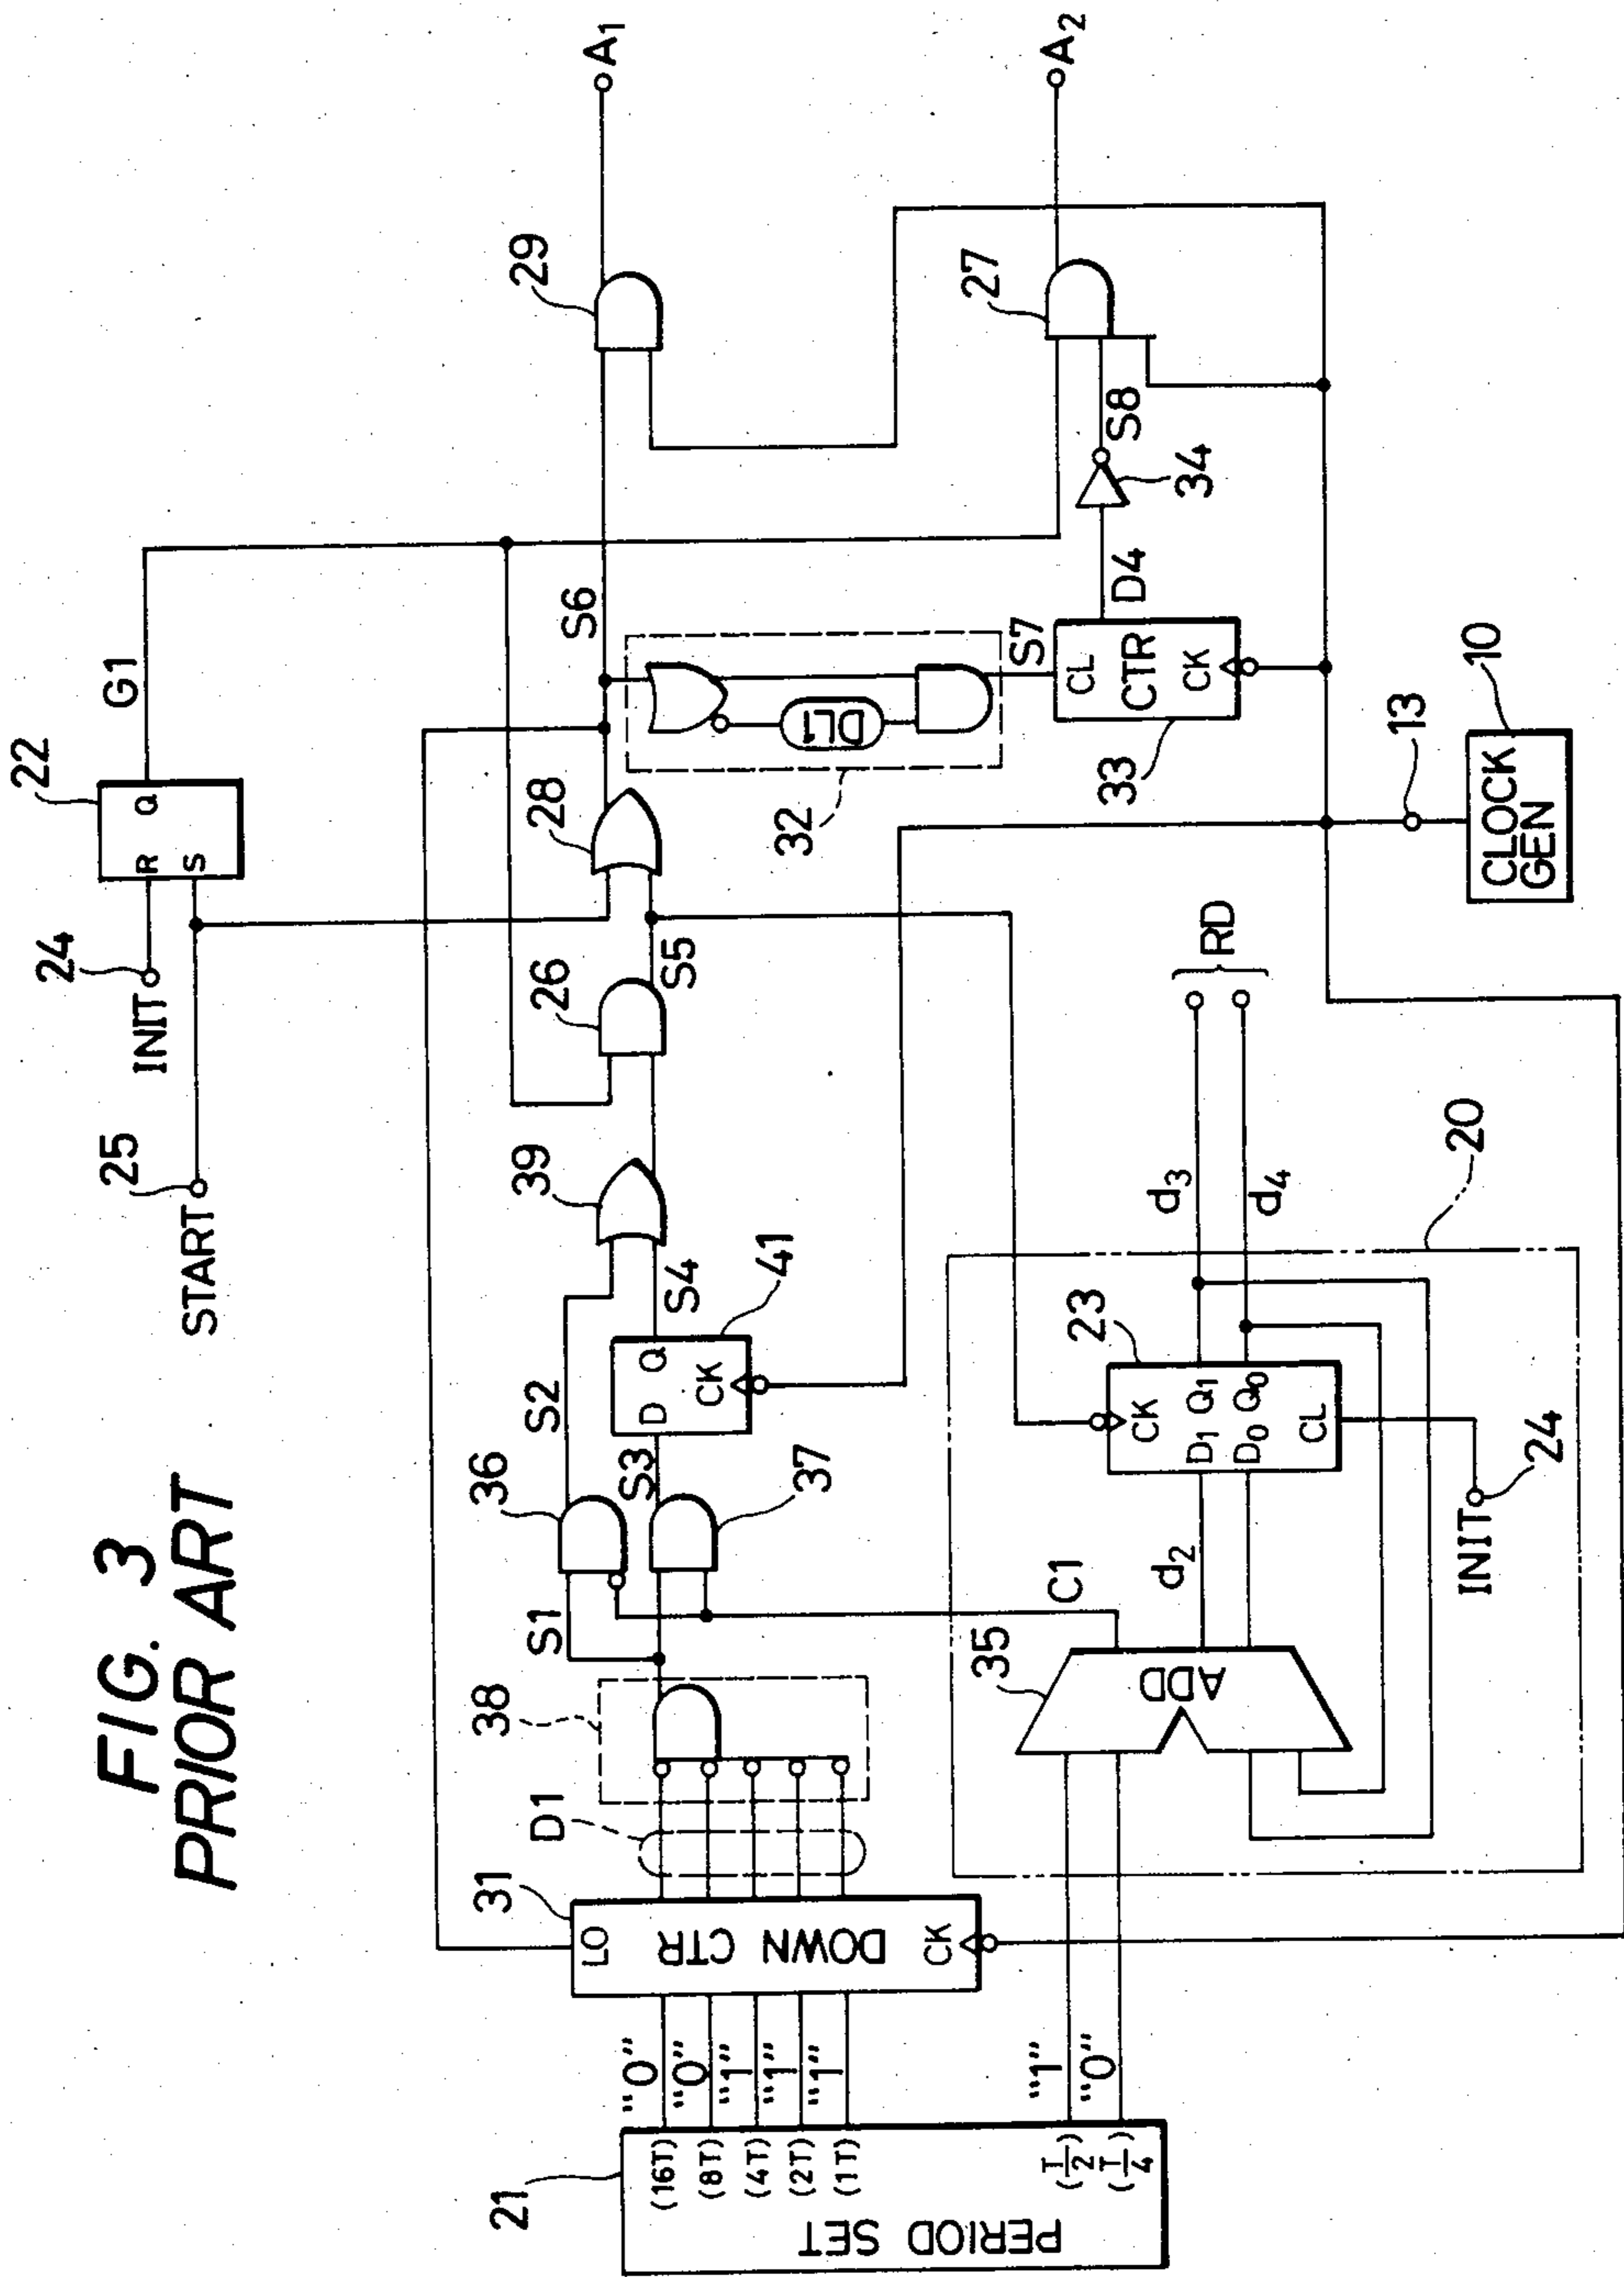 FIG. 3
PRIOR ART
21
PERIOD SET
(16T)
(8T)
(4T)
(2T)
(1T)
(T/2)
(T/4)
"0"
"0"
"1"
"1"
"1"
"1"
"0"
31
LO
DOWN CTR
CK
D1
38
S1
36
S2
S3
37
D Q
CK
41
S4
39
START
25
INIT
24
22
R Q
S
G1
26
S5
28
S6
32
DL1
S7
CL
CTR
CK
33
D4
34
S8
29
A1
27
A2
35
ADD
C1
d2
23
CK
D1 Q1
D0 Q0
CL
INIT
24
d3
d4
RD
20
13
10
CLOCK
GEN